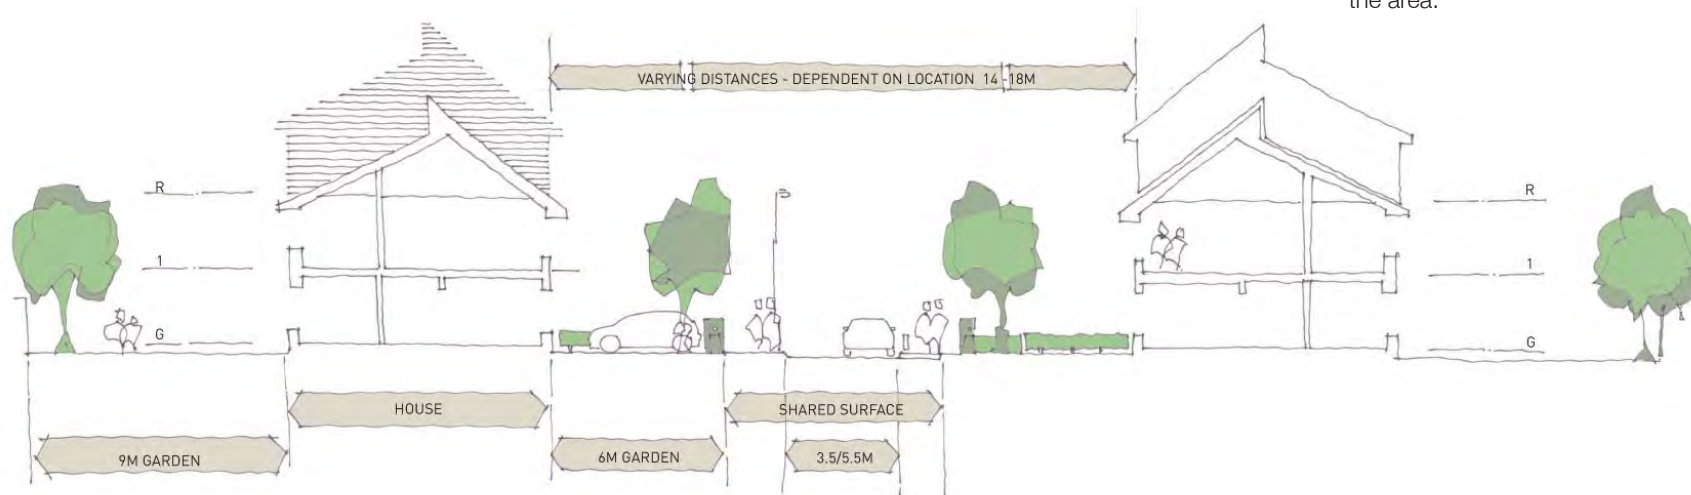 the area.
VARYING DISTANCES - DEPENDENT ON LOCATION 14 -18M
R
R
1
1
G
G
HOUSE
SHARED SURFACE
9M GARDEN
6M GARDEN
3.5/5.5M